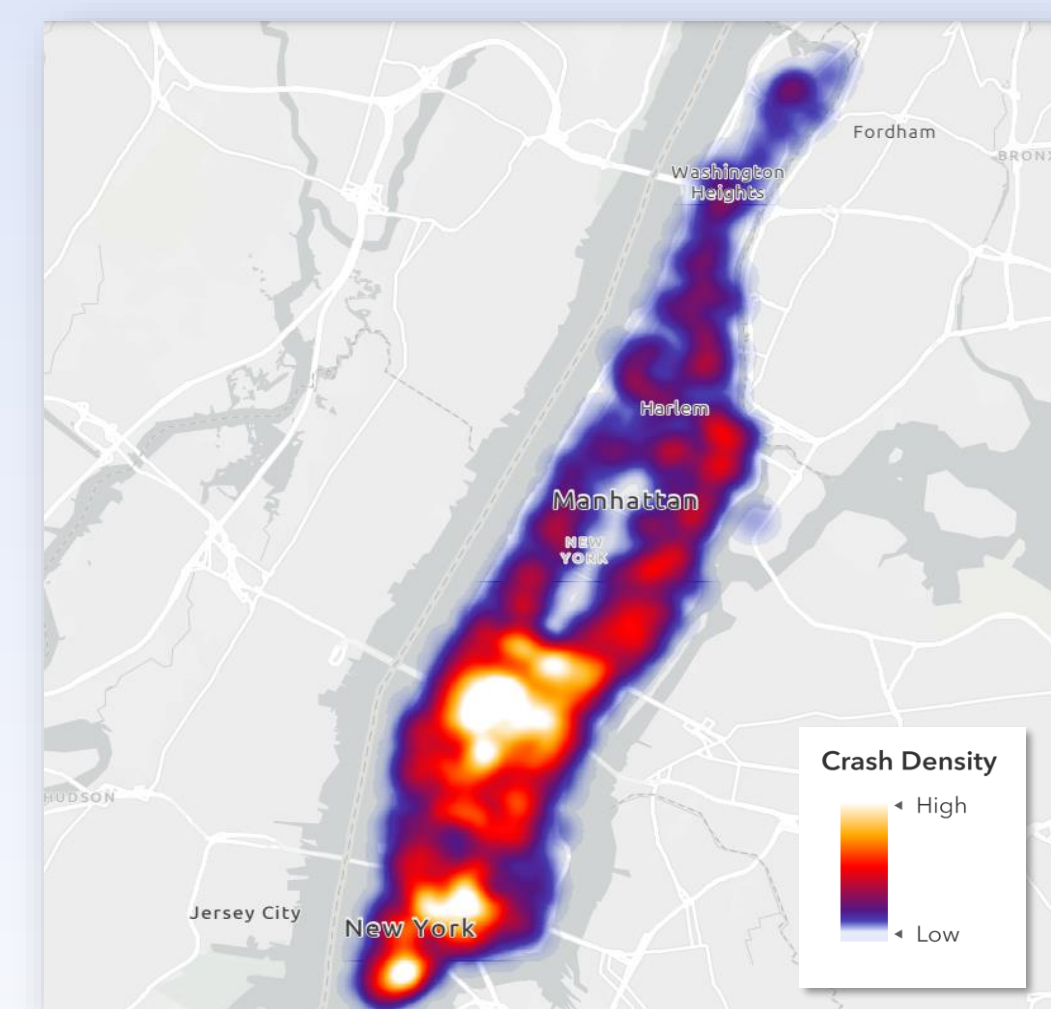 Fordham
BRONX
Washington
Heights
Harlem
Manhattan
NEW
YORK
Crash Density
High
Low
HUDSON
Jersey City
New York